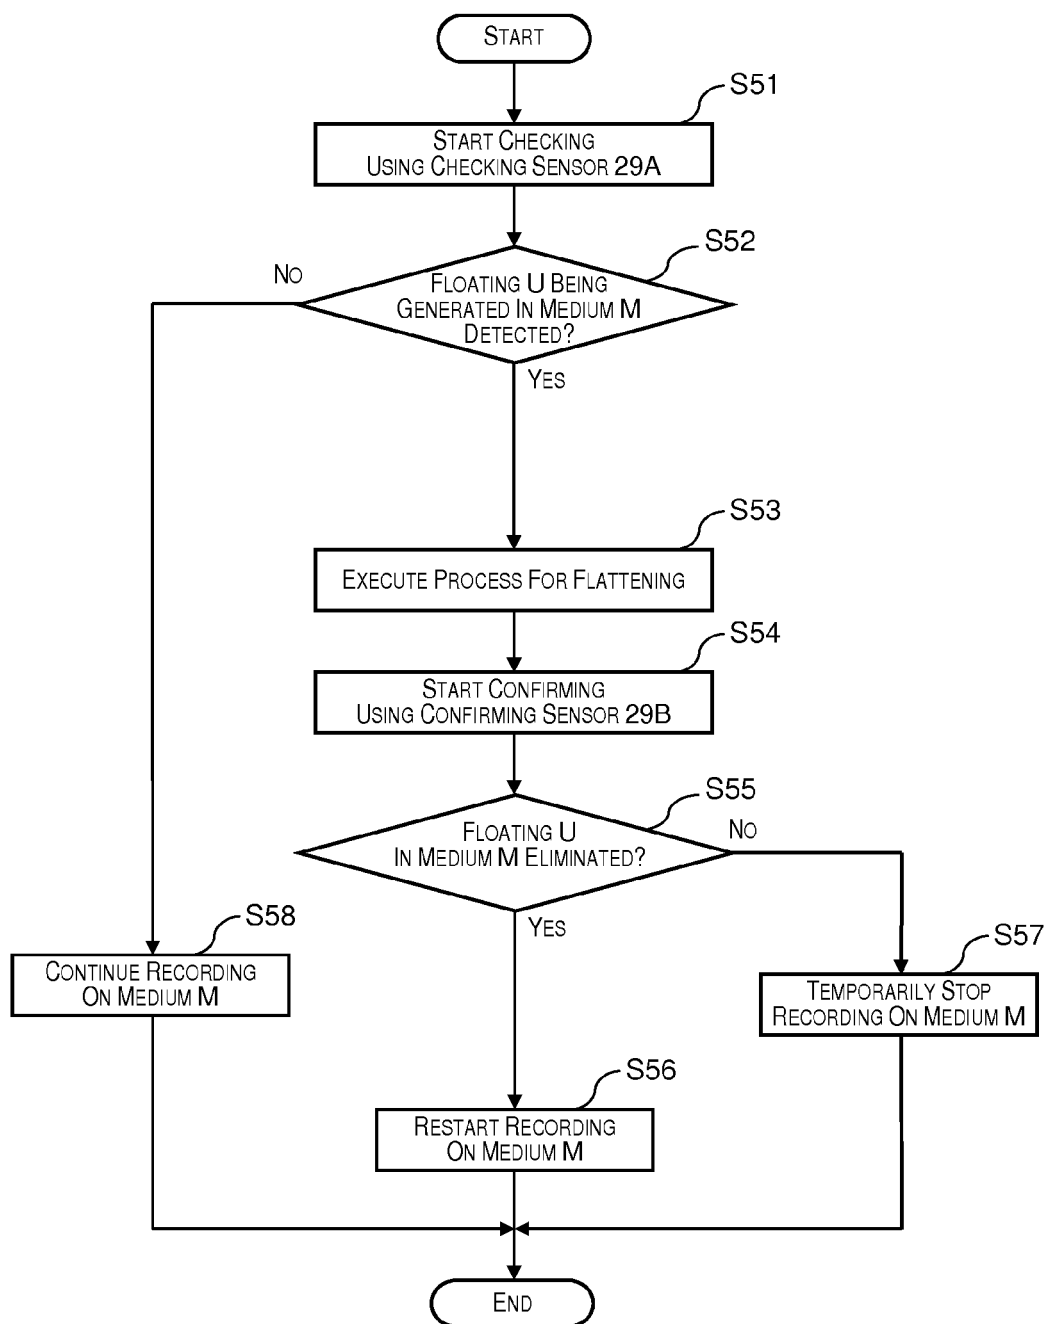 START
S51
START CHECKING
USING CHECKING SENSOR 29A
S52
NO
FLOATING U BEING
GENERATED IN MEDIUM M
DETECTED?
YES
S53
EXECUTE PROCESS FOR FLATTENING
S54
START CONFIRMING
USING CONFIRMING SENSOR 29B
S55
NO
FLOATING U
IN MEDIUM M ELIMINATED?
YES
S58
CONTINUE RECORDING
ON MEDIUM M
S57
TEMPORARILY STOP
RECORDING ON MEDIUM M
S56
RESTART RECORDING
ON MEDIUM M
END